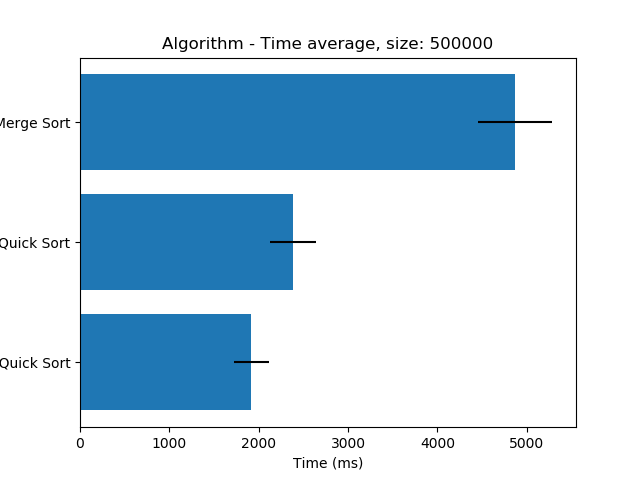 Algorithm - Time average, size: 500000
Merge Sort
Quick Sort
Quick Sort
0 1000 2000 3000 4000 5000
Time (ms)